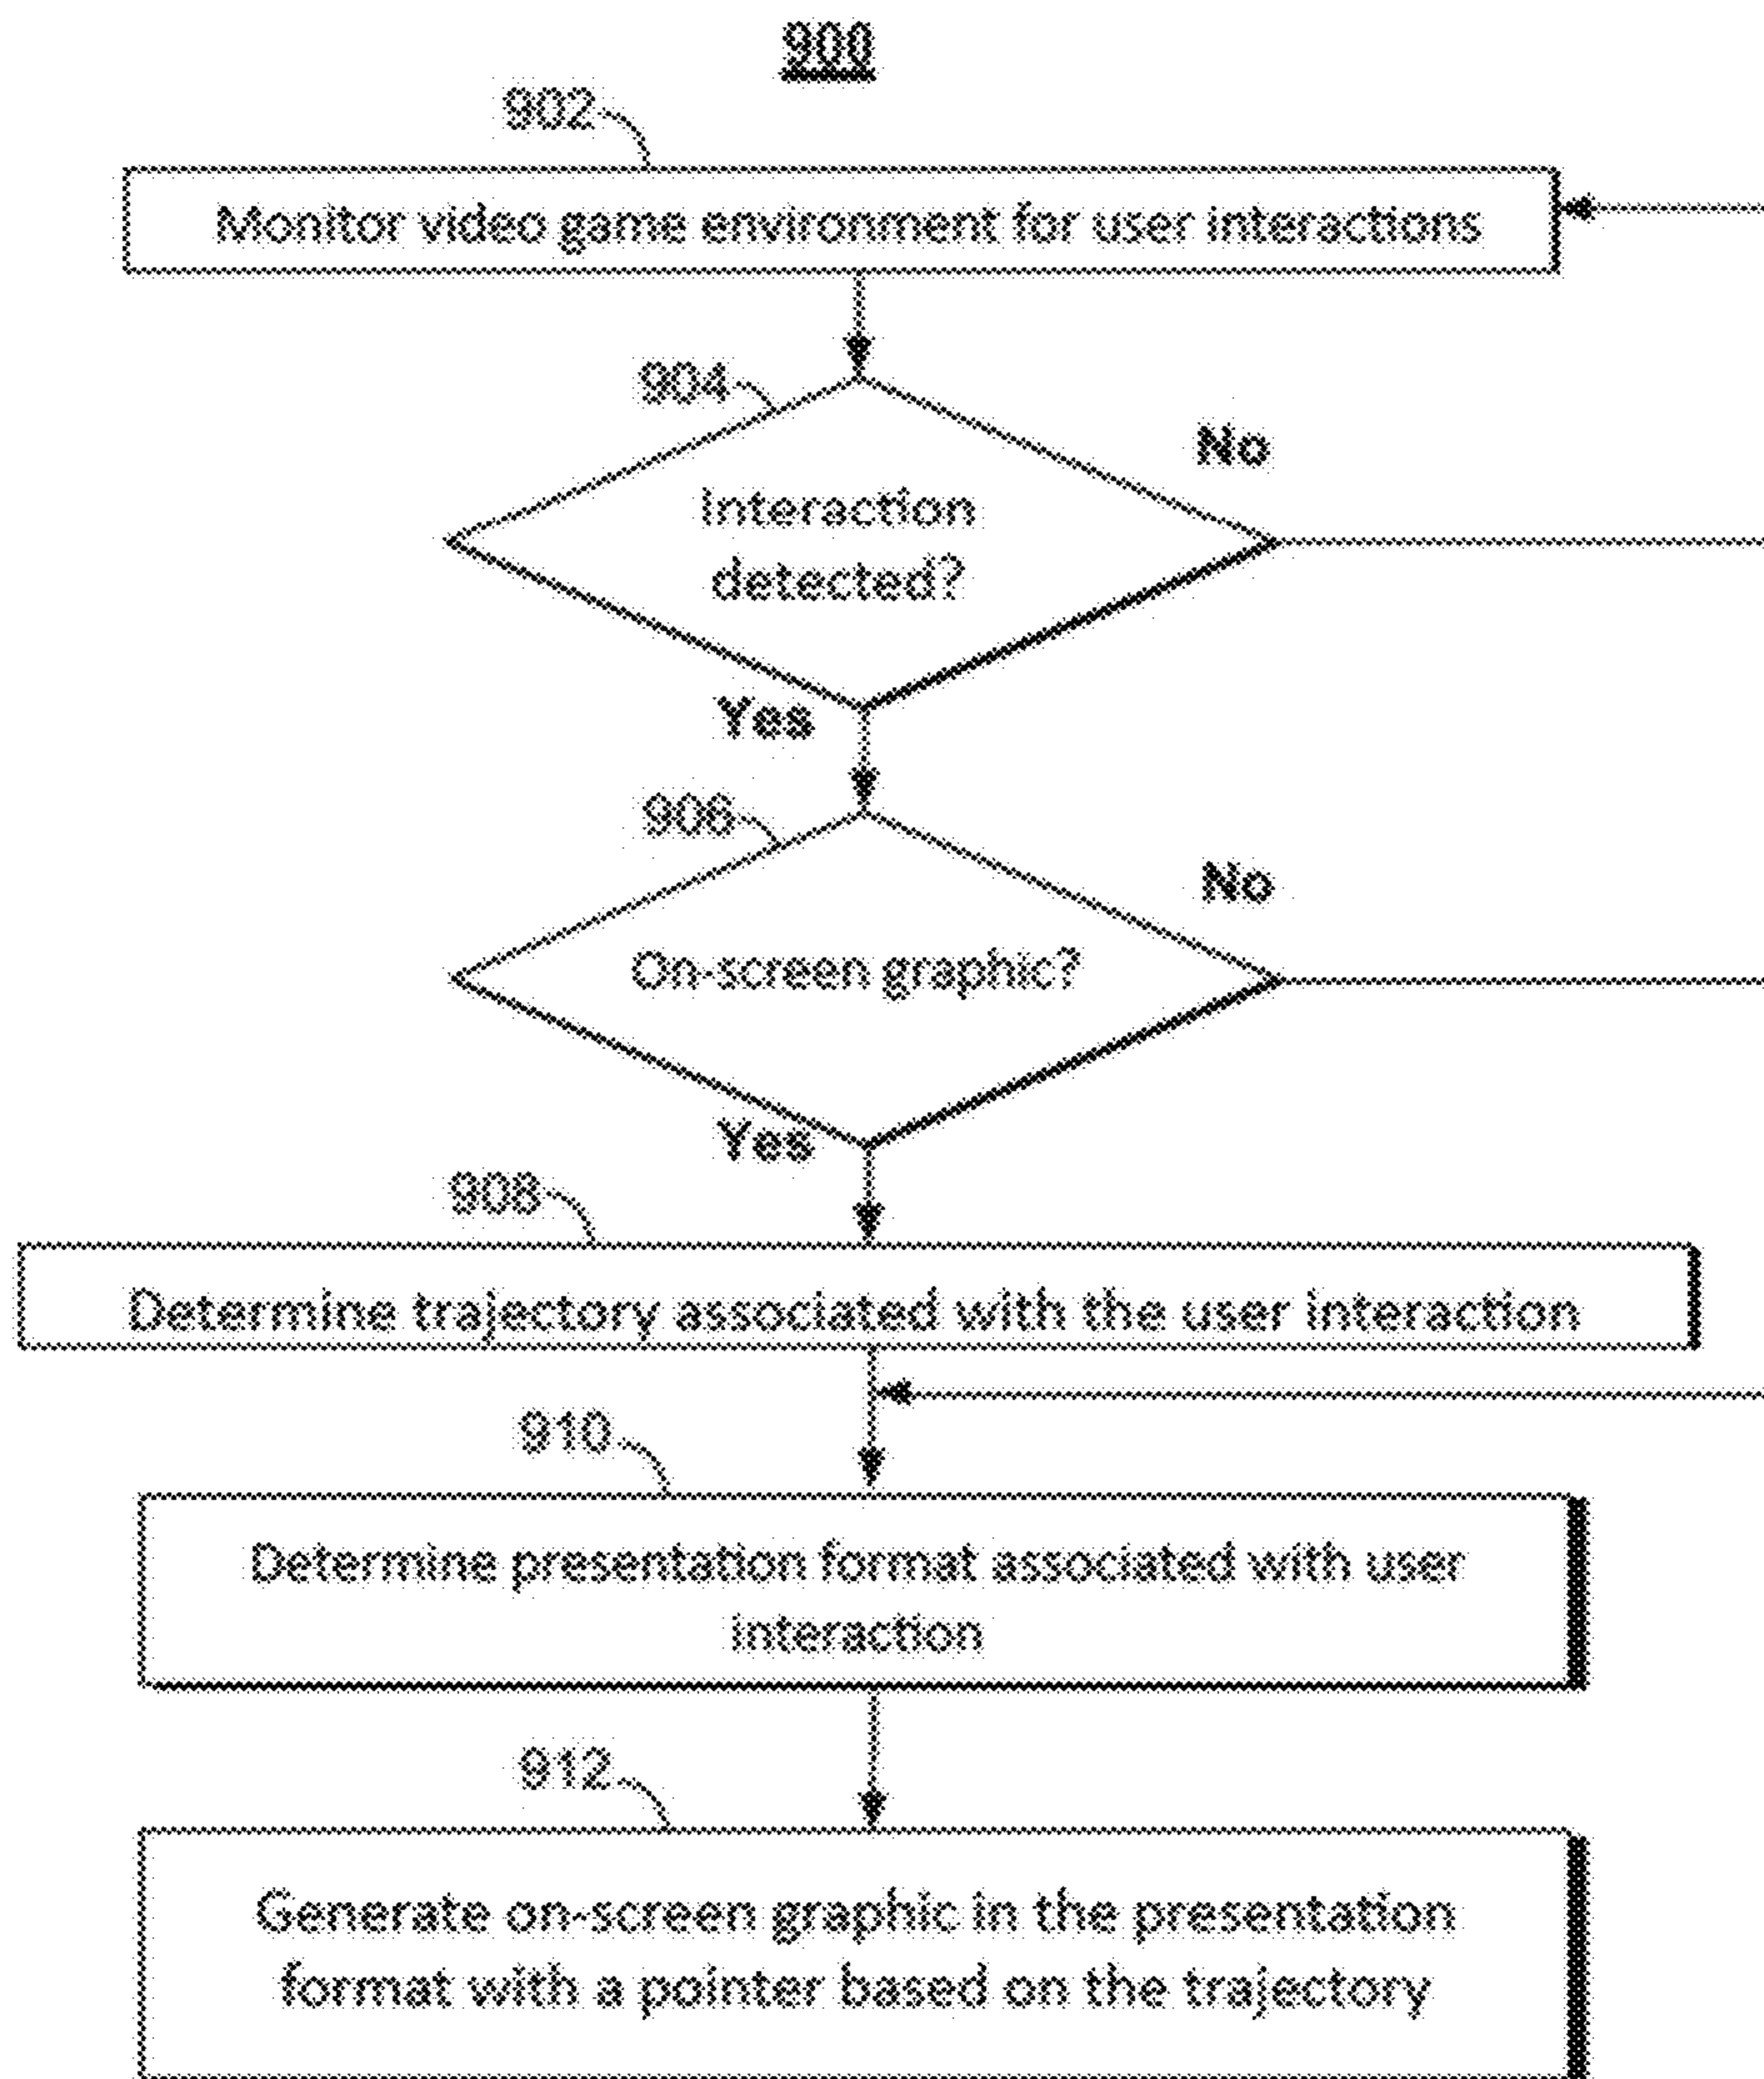 900
902
Monitor video game environment for user interactions
904
No
Interaction
detected?
Yes
906
No
On-screen graphic?
Yes
908
Determine trajectory associated with the user interaction
910
Determine presentation format associated with user
interaction
912
Generate on-screen graphic in the presentation
format with a pointer based on the trajectory